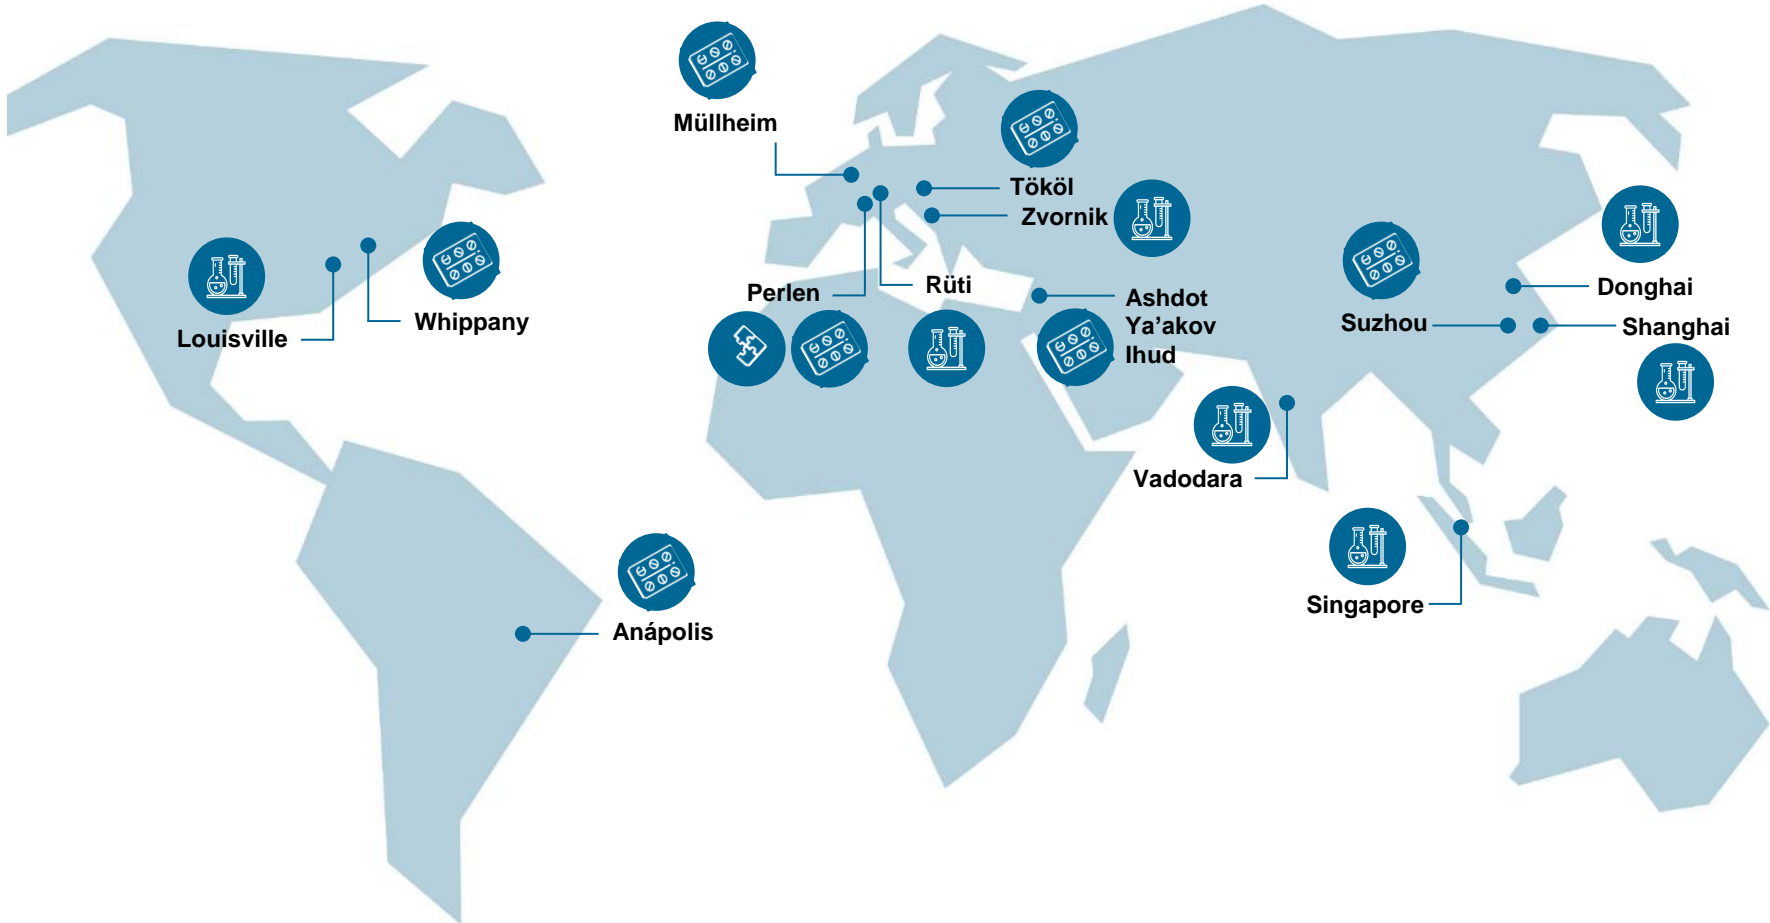 Müllheim
Tököl
Zvornik
Perlen
Rüti
Ashdot
Ya’akov
Ihud
Louisville
Whippany
Suzhou
Donghai
Shanghai
Vadodara
Singapore
Anápolis